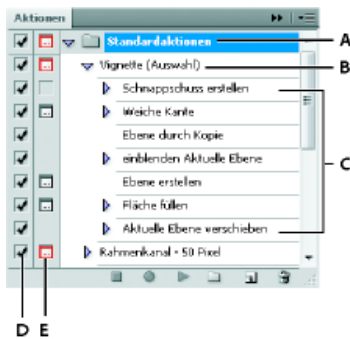 Aktionen
Standardaktionen
A
Vignette (Auswahl)
B
Schnappschuss erstellen
Weiche Kante
Ebene durch Kopie
einblenden Aktuelle Ebene
C
Ebene erstellen
Fläche füllen
Aktuelle Ebene verschieben
Rahmenkanal - 50 Pixel
D E